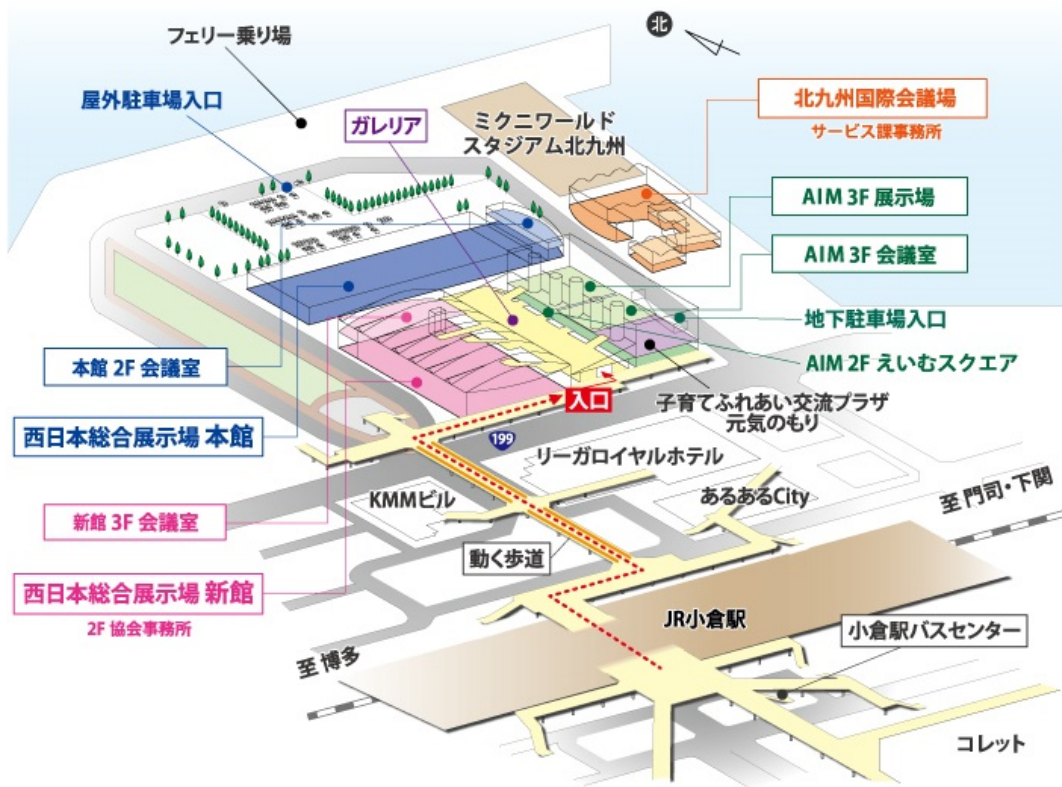 北
フェリー乗り場
屋外駐車場入口
ガレリア
ミクニワールド
スタジアム北九州
北九州国際会議場
サービス課事務所
AIM 3F 展示場
AIM 3F 会議室
地下駐車場入口
AIM 2F えいむスクエア
本館 2F 会議室
入口
子育てふれあい交流プラザ
元気のもり
西日本総合展示場 本館
199
リーガロイヤルホテル
KMMビル
あるあるCity
至 門司・下関
新館 3F 会議室
動く歩道
西日本総合展示場 新館
2F 協会事務所
JR小倉駅
小倉駅バスセンター
至 博多
コレット